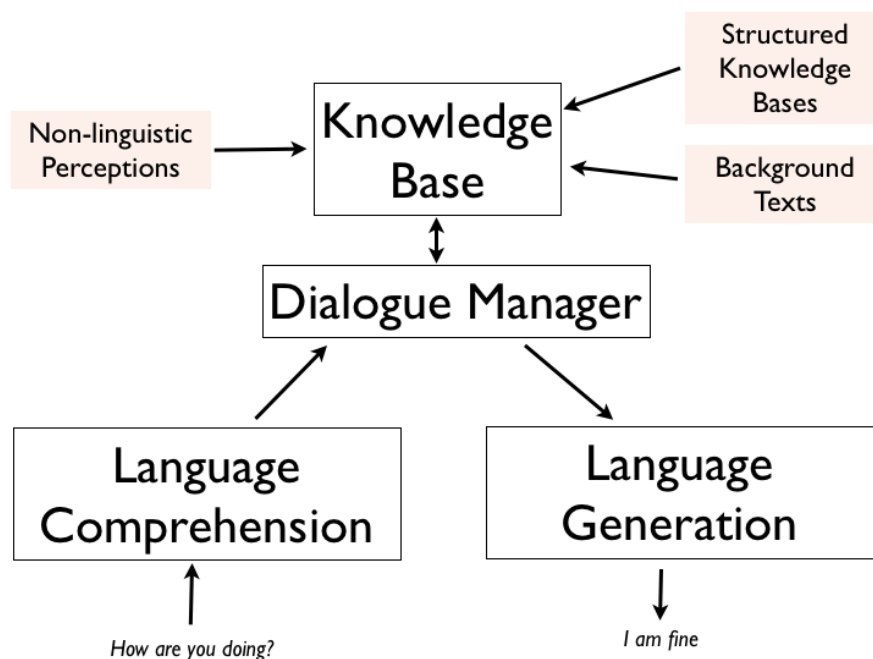 Structured
Knowledge
Bases
Knowledge
Base
Non-linguistic
Perceptions
Background
Texts
Dialogue Manager
Language
Comprehension
Language
Generation
How are you doing?
I am fine